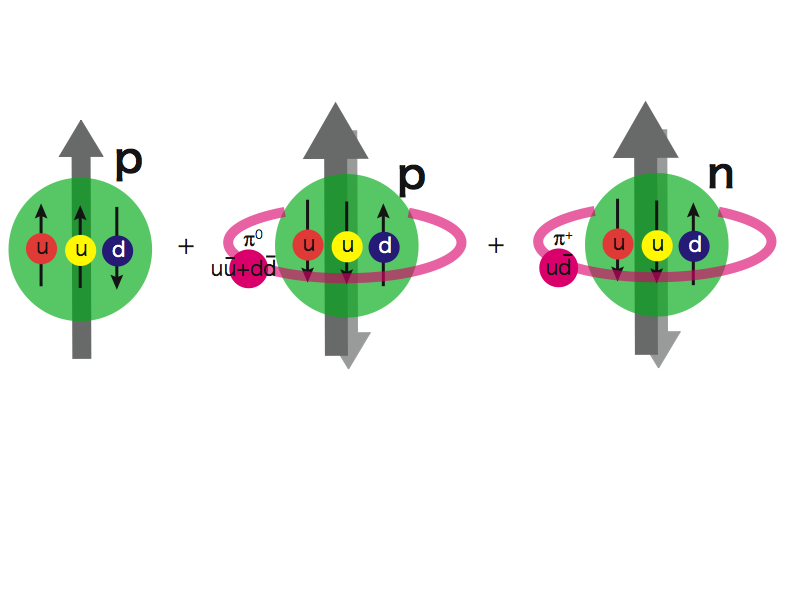 p
u u d
+
p
π⁰
uū+dd̄
u u d
+
n
π⁺
ud̄
u u d